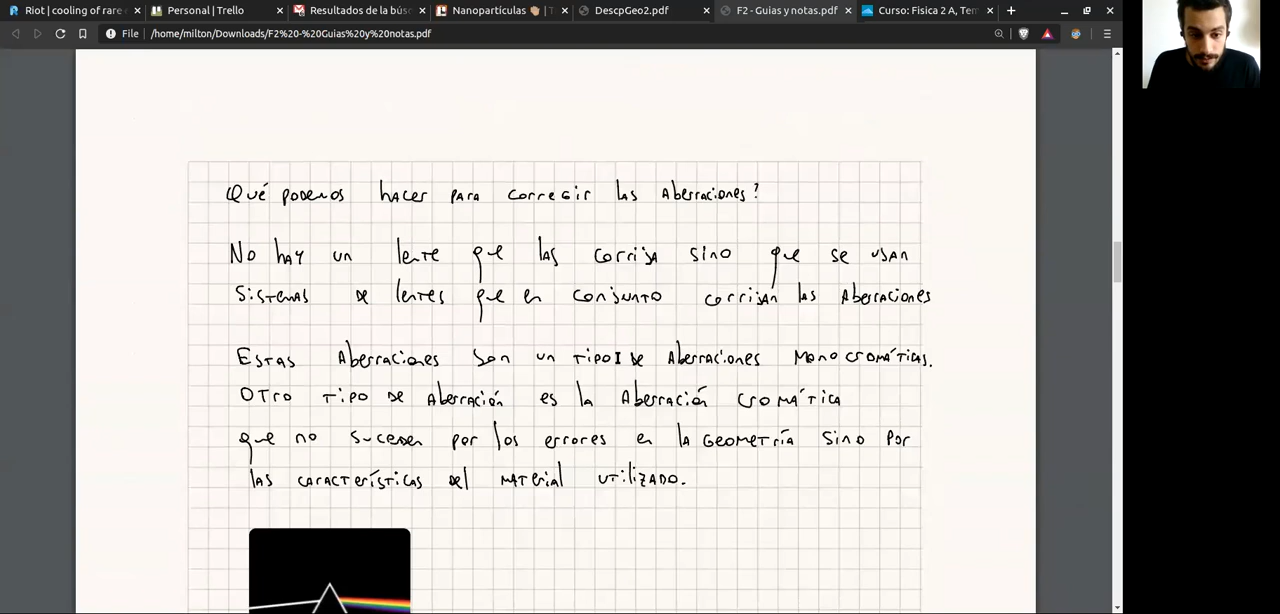 Riot | cooling of rare e
Personal | Trello
Resultados de la bús
Nanopartículas 👋🏼 | T
DescpGeo2.pdf
F2 - Guias y notas.pdf
Curso: Fisica 2 A, Tem
File
/home/milton/Downloads/F2%20-%20Guias%20y%20notas.pdf
Qué podemos hacer para corregir las aberraciones?
No hay un lente que las corrija sino que se usan
sistemas de lentes que en conjunto corrijan las aberraciones
Estas aberraciones son un tipo de aberraciones monocromáticas.
Otro tipo de aberración es la aberración cromática
que no suceden por los errores en la geometría sino por
las características del material utilizado.